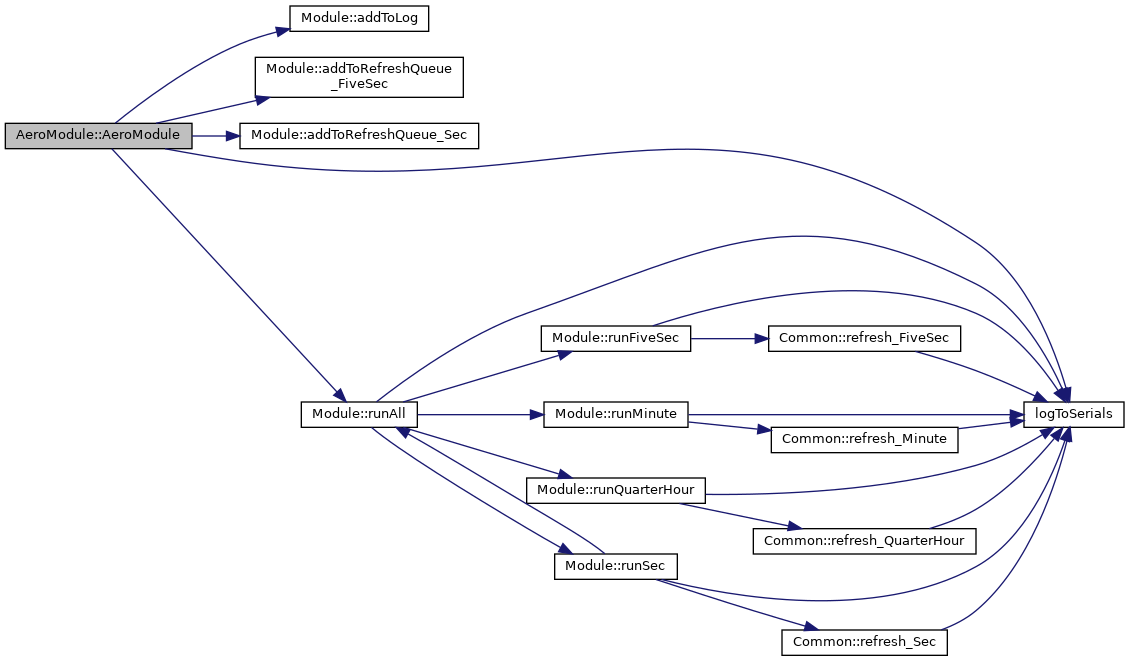 Module::addToLog
Module::addToRefreshQueue
_FiveSec
AeroModule::AeroModule
Module::addToRefreshQueue_Sec
Module::runFiveSec
Common::refresh_FiveSec
Module::runAll
Module::runMinute
logToSerials
Common::refresh_Minute
Module::runQuarterHour
Common::refresh_QuarterHour
Module::runSec
Common::refresh_Sec